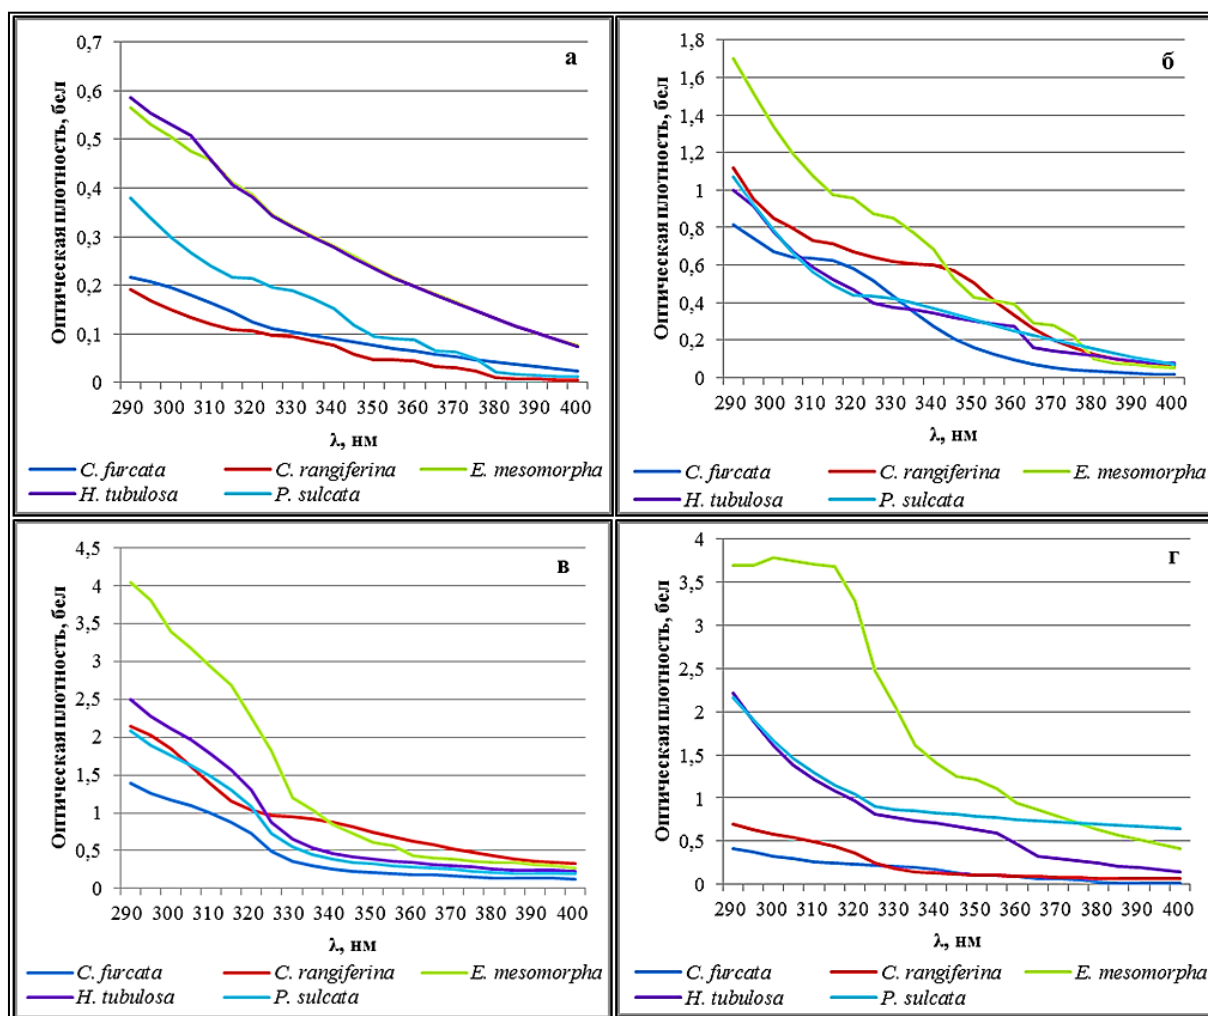 а
Оптическая плотность, бел
0,7
0,6
0,5
0,4
0,3
0,2
0,1
0
290 300 310 320 330 340 350 360 370 380 390 400
λ, нм
C. furcata C. rangiferina E. mesomorpha
H. tubulosa P. sulcata
б
Оптическая плотность, бел
1,8
1,6
1,4
1,2
1
0,8
0,6
0,4
0,2
0
290 300 310 320 330 340 350 360 370 380 390 400
λ, нм
C. furcata C. rangiferina E. mesomorpha
H. tubulosa P. sulcata
в
Оптическая плотность, бел
4,5
4
3,5
3
2,5
2
1,5
1
0,5
0
290 300 310 320 330 340 350 360 370 380 390 400
λ, нм
C. furcata C. rangiferina E. mesomorpha
H. tubulosa P. sulcata
г
Оптическая плотность, бел
4
3,5
3
2,5
2
1,5
1
0,5
0
290 300 310 320 330 340 350 360 370 380 390 400
λ, нм
C. furcata C. rangiferina E. mesomorpha
H. tubulosa P. sulcata